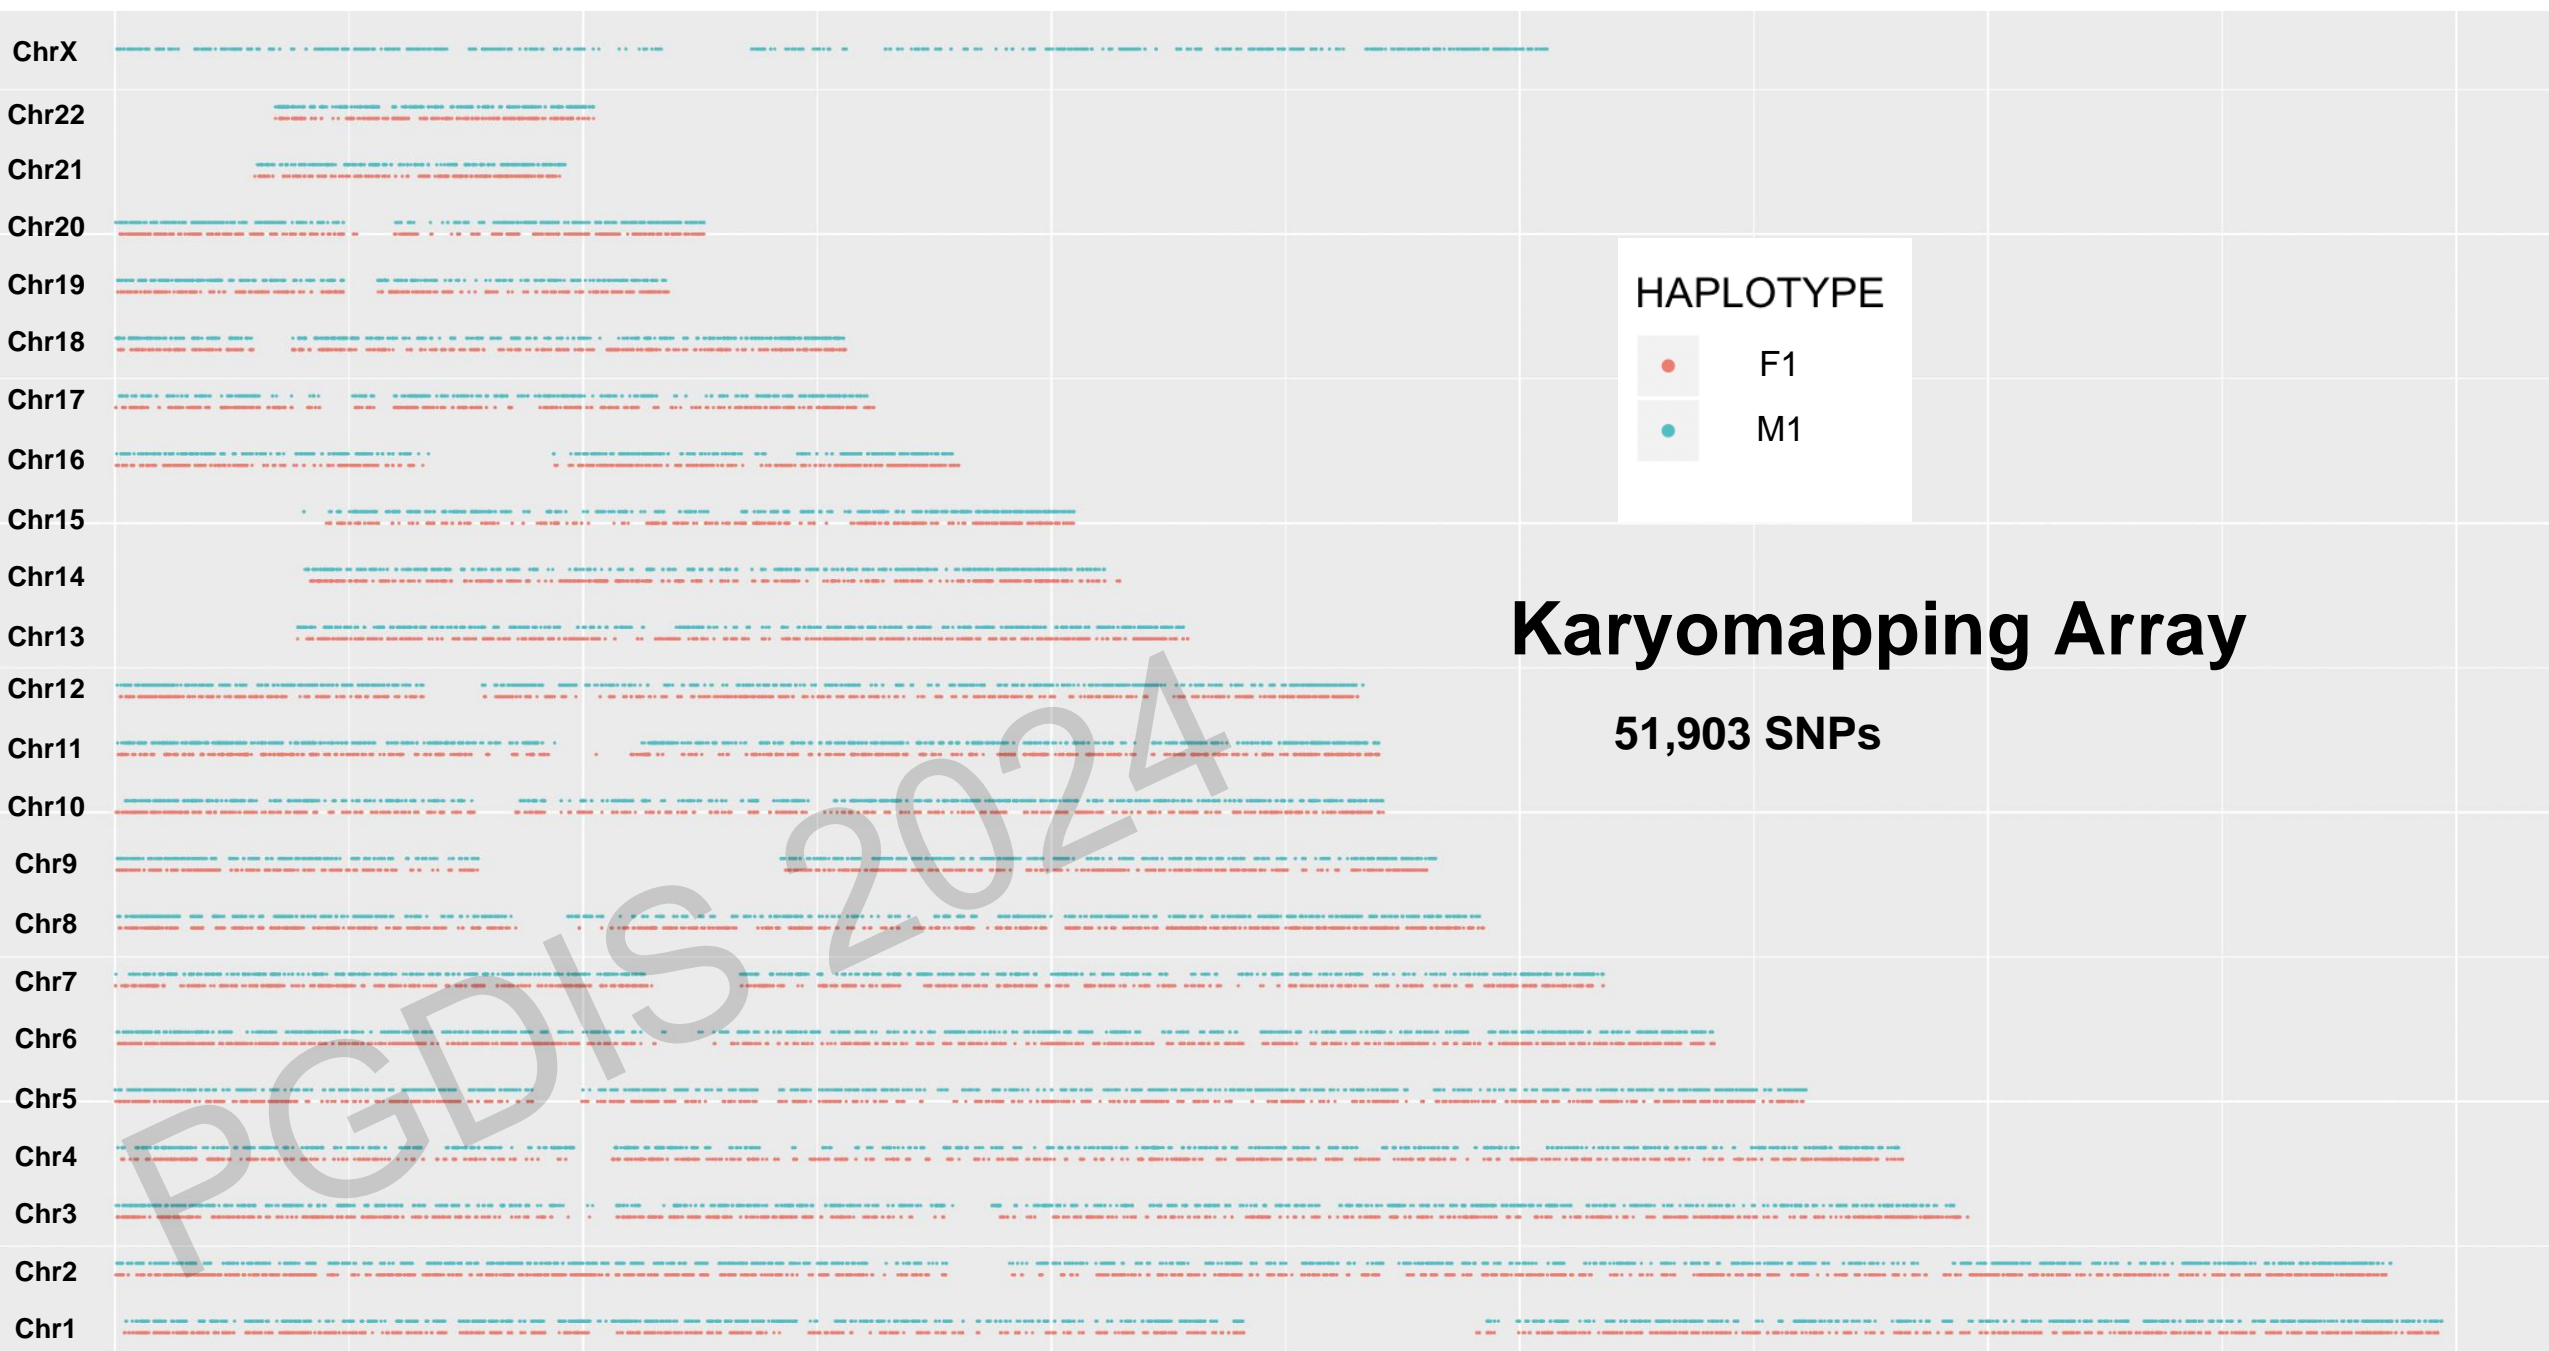 ChrX
Chr22
Chr21
Chr20
Chr19
Chr18
Chr17
Chr16
Chr15
Chr14
Chr13
Chr12
Chr11
Chr10
Chr9
Chr8
Chr7
Chr6
Chr5
Chr4
Chr3
Chr2
Chr1
HAPLOTYPE
F1
M1
Karyomapping Array
51,903 SNPs
PGDIS 2024